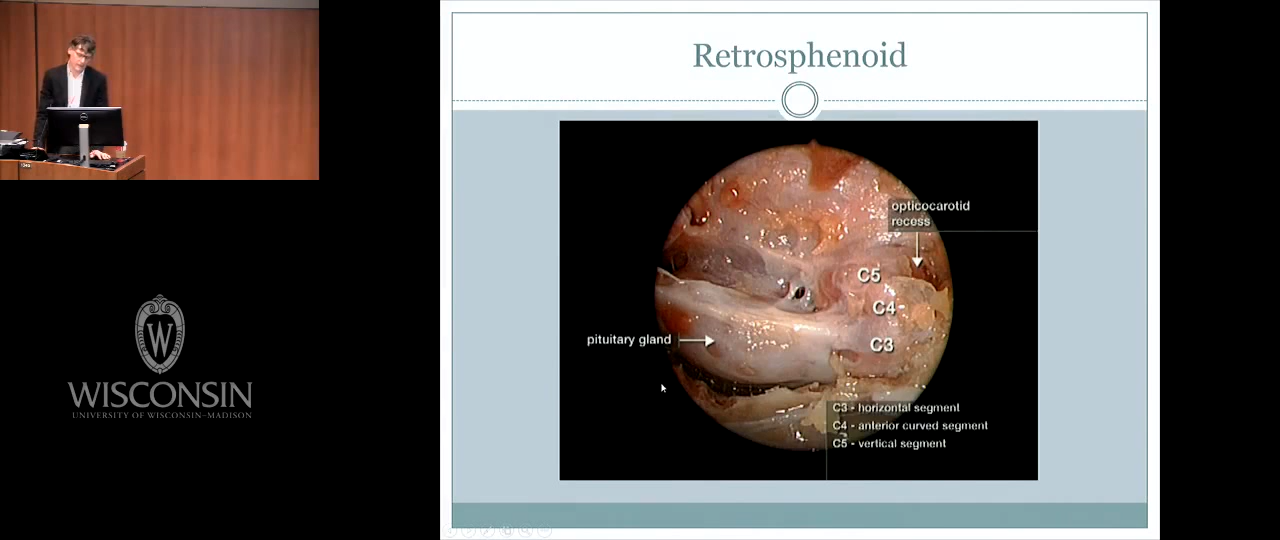 Retrosphenoid
opticocarotid
recess
C5
C4
pituitary gland
C3
C3 - horizontal segment
C4 - anterior curved segment
C5 - vertical segment
W
WISCONSIN
UNIVERSITY OF WISCONSIN–MADISON